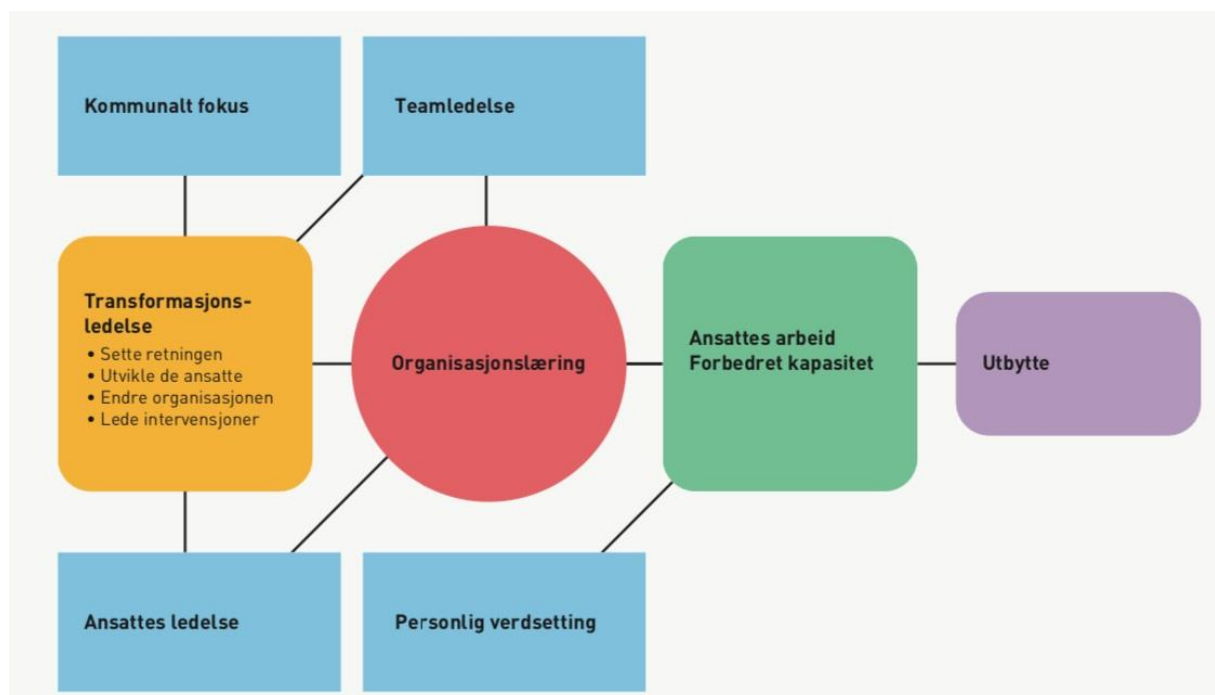 Kommunalt fokus
Teamledelse
Transformasjons-
ledelse
• Sette retningen
• Utvikle de ansatte
• Endre organisasjonen
• Lede intervensjoner
Organisasjonslæring
Ansattes arbeid
Forbedret kapasitet
Utbytte
Ansattes ledelse
Personlig verdsetting